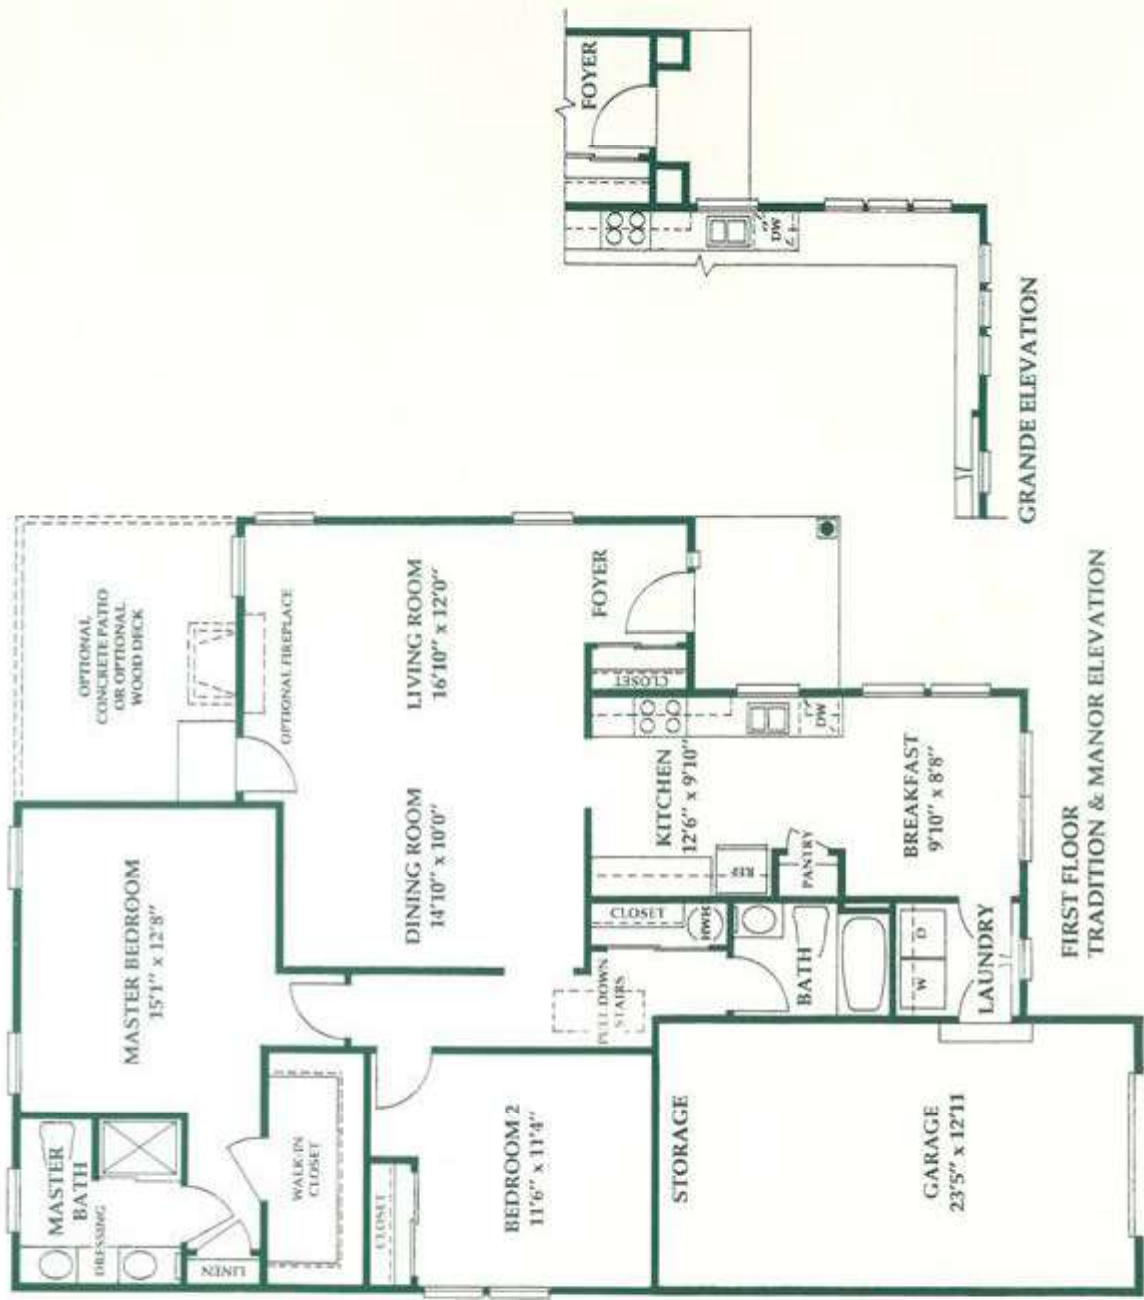 OPTIONAL
CONCRETE PATIO
OR OPTIONAL
WOOD DECK
MASTER BEDROOM
15'1" x 12'8"
MASTER
BATH
DRESSING
LINEN
WALK-IN
CLOSET
OPTIONAL FIREPLACE
LIVING ROOM
16'10" x 12'0"
DINING ROOM
14'10" x 10'0"
FOYER
CLOSET
KITCHEN
12'6" x 9'10"
DW
REF
PANTRY
BREAKFAST
9'10" x 8'8"
CLOSET
HWH
BATH
PULL DOWN
STAIRS
W
D
LAUNDRY
CLOSET
BEDROOM 2
11'6" x 11'4"
STORAGE
GARAGE
23'5" x 12'11
FIRST FLOOR
TRADITION & MANOR ELEVATION
FOYER
DW
GRANDE ELEVATION